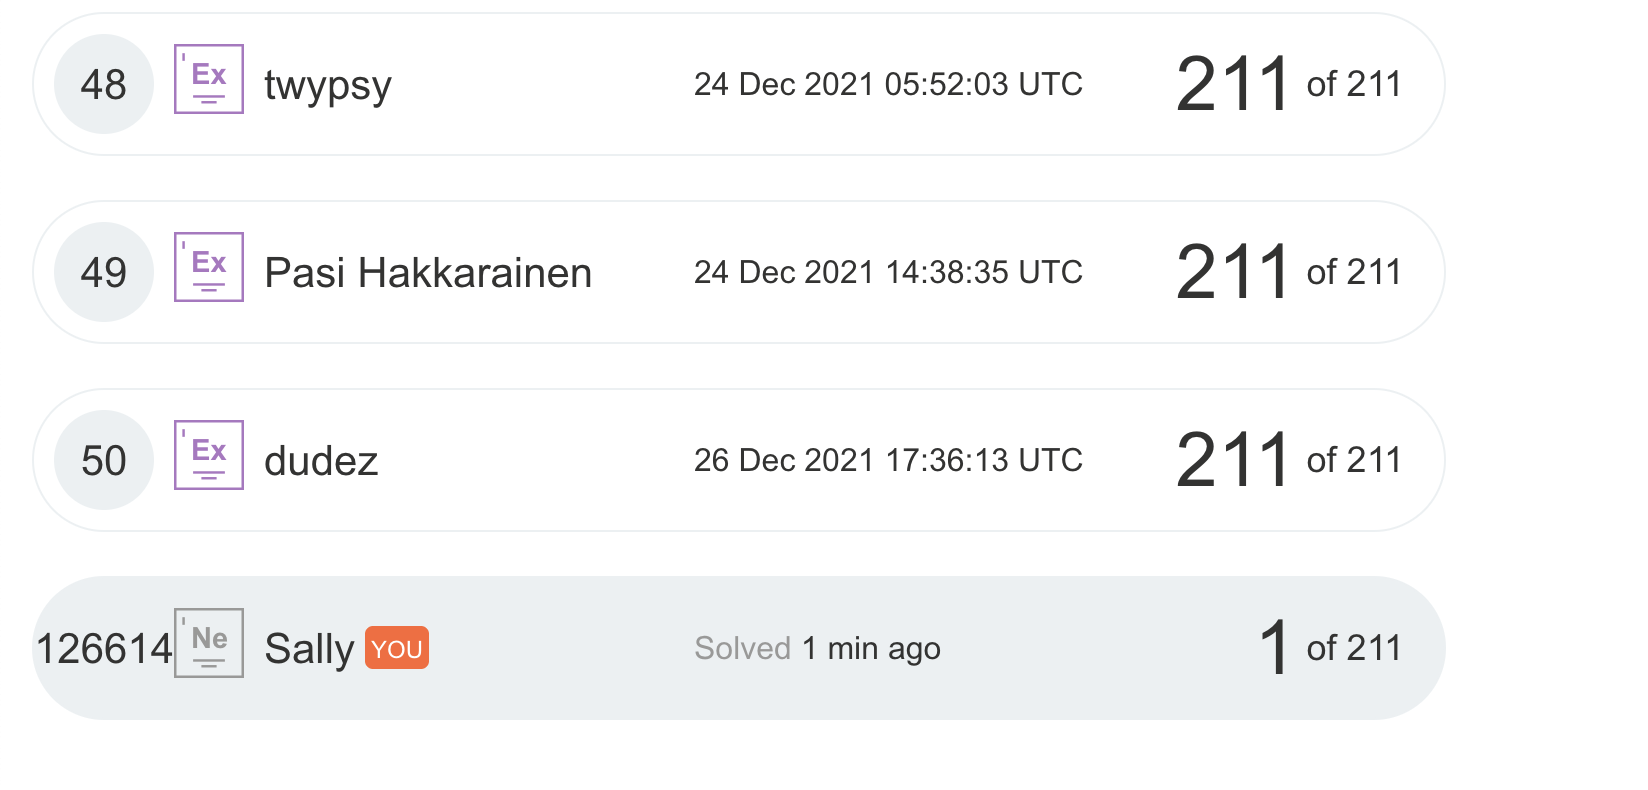 48 Ex twypsy 24 Dec 2021 05:52:03 UTC 211 of 211
49 Ex Pasi Hakkarainen 24 Dec 2021 14:38:35 UTC 211 of 211
50 Ex dudez 26 Dec 2021 17:36:13 UTC 211 of 211
126614 Ne Sally YOU Solved 1 min ago 1 of 211